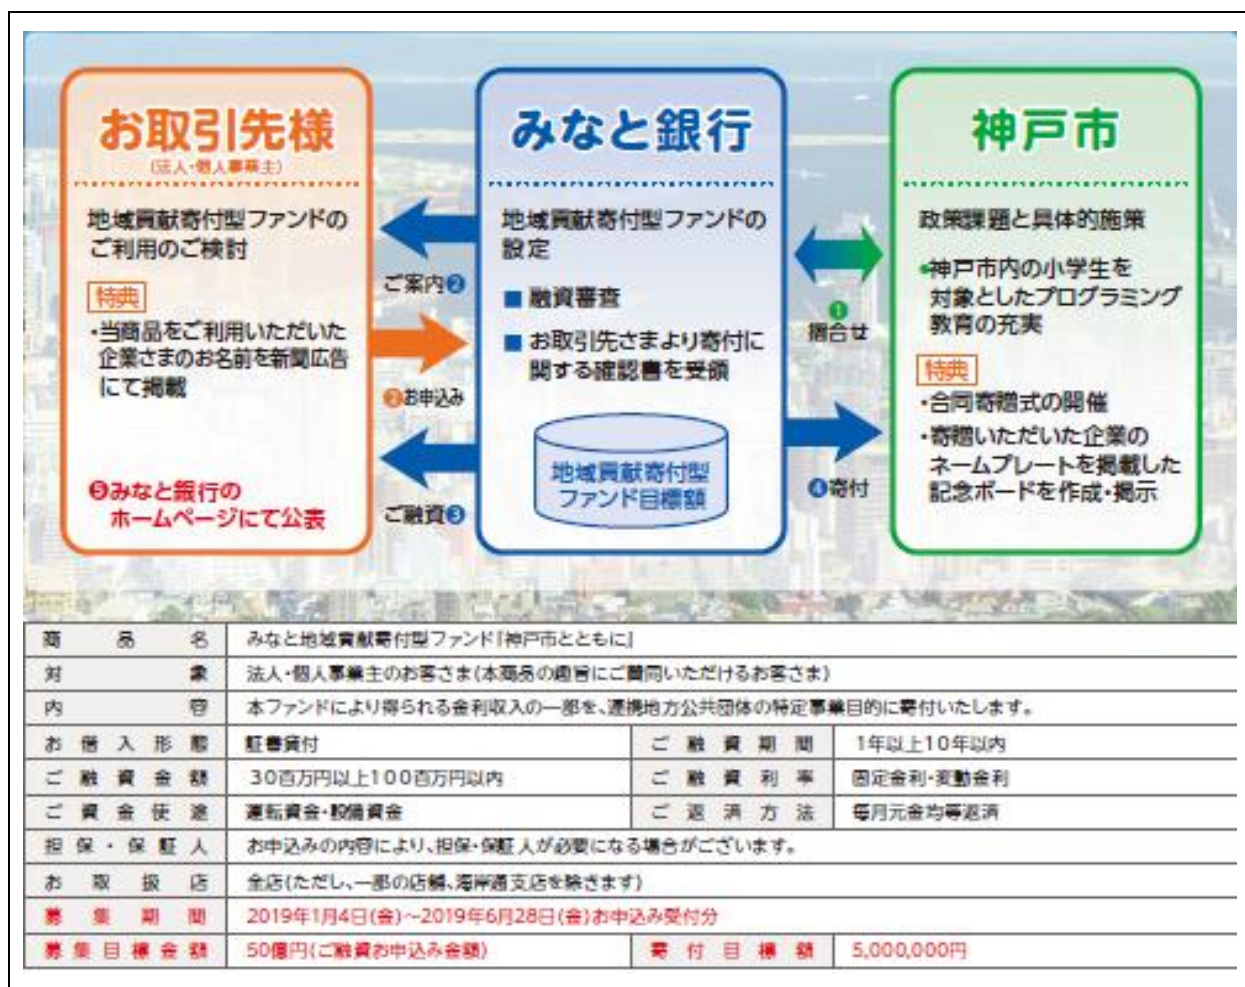 お取引先様
(法人・個人事業主)
地域貢献寄付型ファンドの
ご利用のご検討
特典
・当商品をご利用いただいた
企業さまのお名前を新聞広告
にて掲載
❺みなと銀行の
ホームページにて公表
ご案内❷
❷お申込み
ご融資❸
みなと銀行
地域貢献寄付型ファンドの
設定
■ 融資審査
■ お取引先さまより寄付に
関する確認書を受領
地域貢献寄付型
ファンド目標額
❶
摺合せ
❹寄付
神戸市
政策課題と具体的施策
・神戸市内の小学生を
対象としたプログラミング
教育の充実
特典
・合同寄贈式の開催
・寄贈いただいた企業の
ネームプレートを掲載した
記念ボードを作成・掲示
商品名 みなと地域貢献寄付型ファンド「神戸市とともに」
対象 法人・個人事業主のお客さま(本商品の趣旨にご賛同いただけるお客さま)
内容 本ファンドにより得られる金利収入の一部を、連携地方公共団体の特定事業目的に寄付いたします。
お借入形態 証書貸付 ご融資期間 1年以上10年以内
ご融資金額 30百万円以上100百万円以内 ご融資利率 固定金利・変動金利
ご資金使途 運転資金・設備資金 ご返済方法 毎月元金均等返済
担保・保証人 お申込みの内容により、担保・保証人が必要になる場合がございます。
お取扱店 全店(ただし、一部の店舗、海岸通支店を除きます)
募集期間 2019年1月4日(金)~2019年6月28日(金)お申込み受付分
募集目標金額 50億円(ご融資お申込み金額) 寄付目標額 5,000,000円